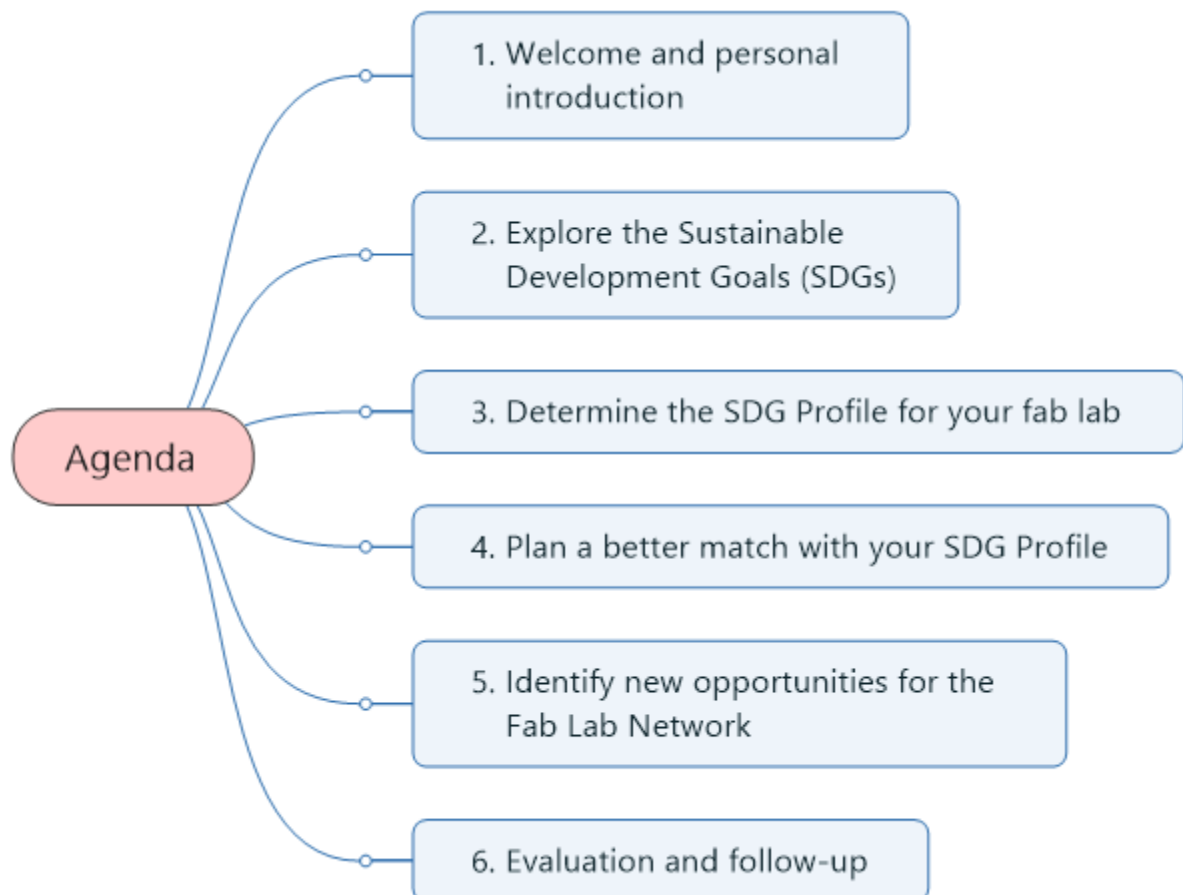 1. Welcome and personal
introduction
2. Explore the Sustainable
Development Goals (SDGs)
3. Determine the SDG Profile for your fab lab
Agenda
4. Plan a better match with your SDG Profile
5. Identify new opportunities for the
Fab Lab Network
6. Evaluation and follow-up